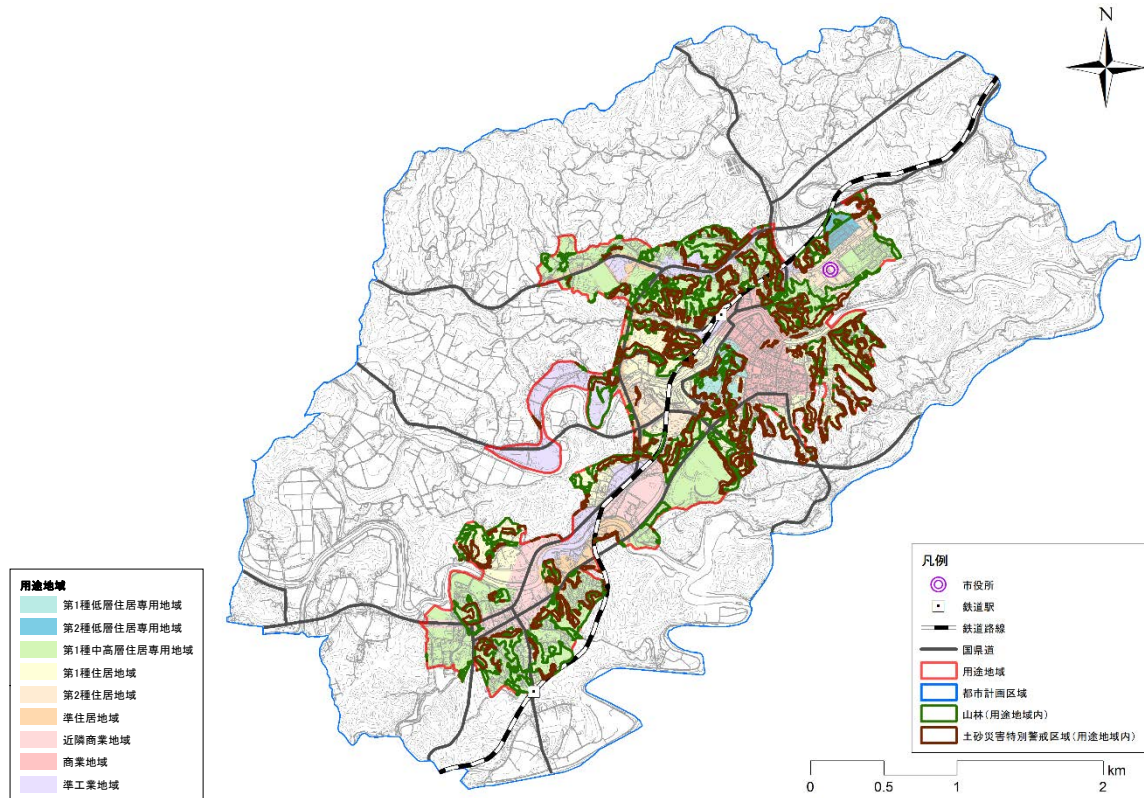 N
用途地域
第1種低層住居専用地域
第2種低層住居専用地域
第1種中高層住居専用地域
第1種住居地域
第2種住居地域
準住居地域
近隣商業地域
商業地域
準工業地域
凡例
市役所
鉄道駅
鉄道路線
国県道
用途地域
都市計画区域
山林(用途地域内)
土砂災害特別警戒区域(用途地域内)
km
0 0.5 1 2